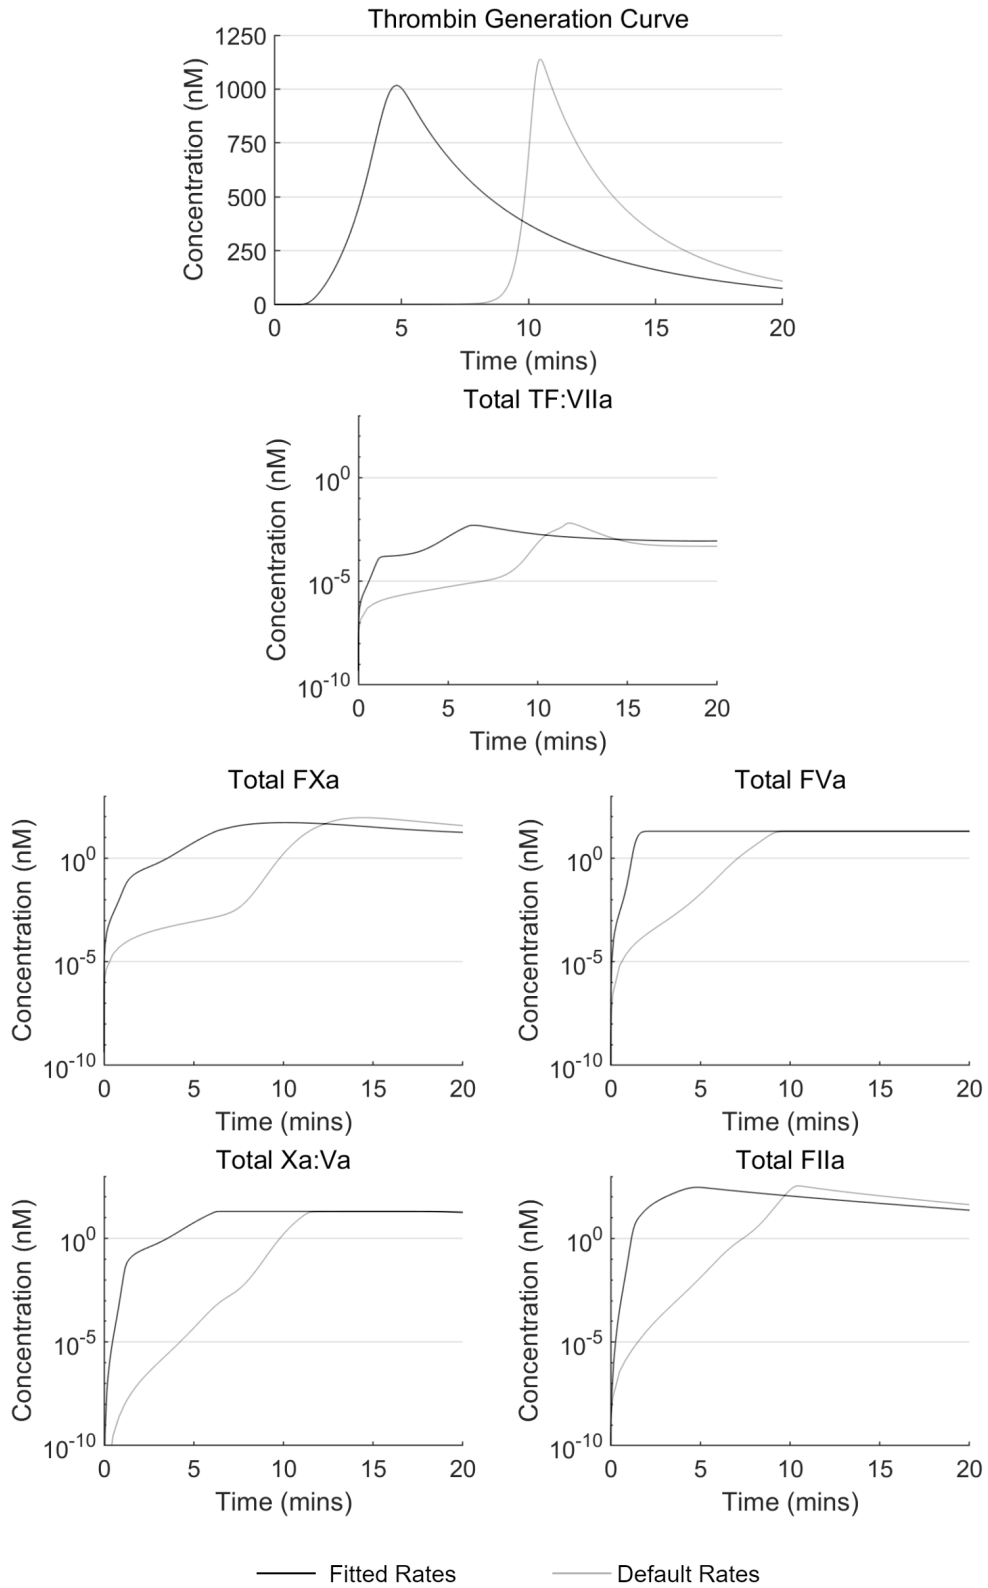 Thrombin Generation Curve
Concentration (nM)
1250
1000
750
500
250
0
0 5 10 15 20
Time (mins)
Total TF:VIIa
Concentration (nM)
10^0
10^-5
10^-10
0 5 10 15 20
Time (mins)
Total FXa
Concentration (nM)
10^0
10^-5
10^-10
0 5 10 15 20
Time (mins)
Total FVa
Concentration (nM)
10^0
10^-5
10^-10
0 5 10 15 20
Time (mins)
Total Xa:Va
Concentration (nM)
10^0
10^-5
10^-10
0 5 10 15 20
Time (mins)
Total FIIa
Concentration (nM)
10^0
10^-5
10^-10
0 5 10 15 20
Time (mins)
Fitted Rates
Default Rates